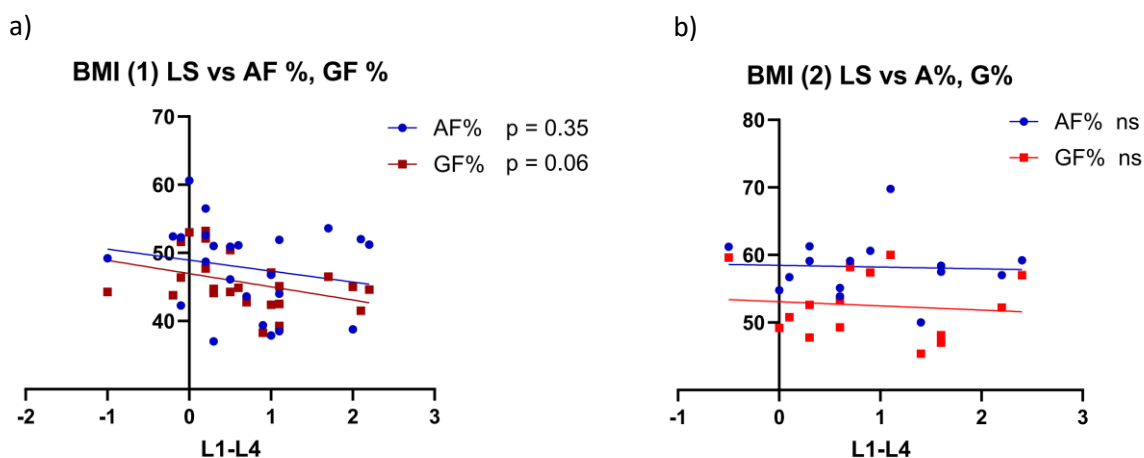 a)
BMI (1) LS vs AF %, GF %
70
60
50
40
-2
-1
0
1
2
3
L1-L4
AF% p = 0.35
GF% p = 0.06
b)
BMI (2) LS vs A%, G%
80
70
60
50
-1
0
1
2
3
L1-L4
AF% ns
GF% ns